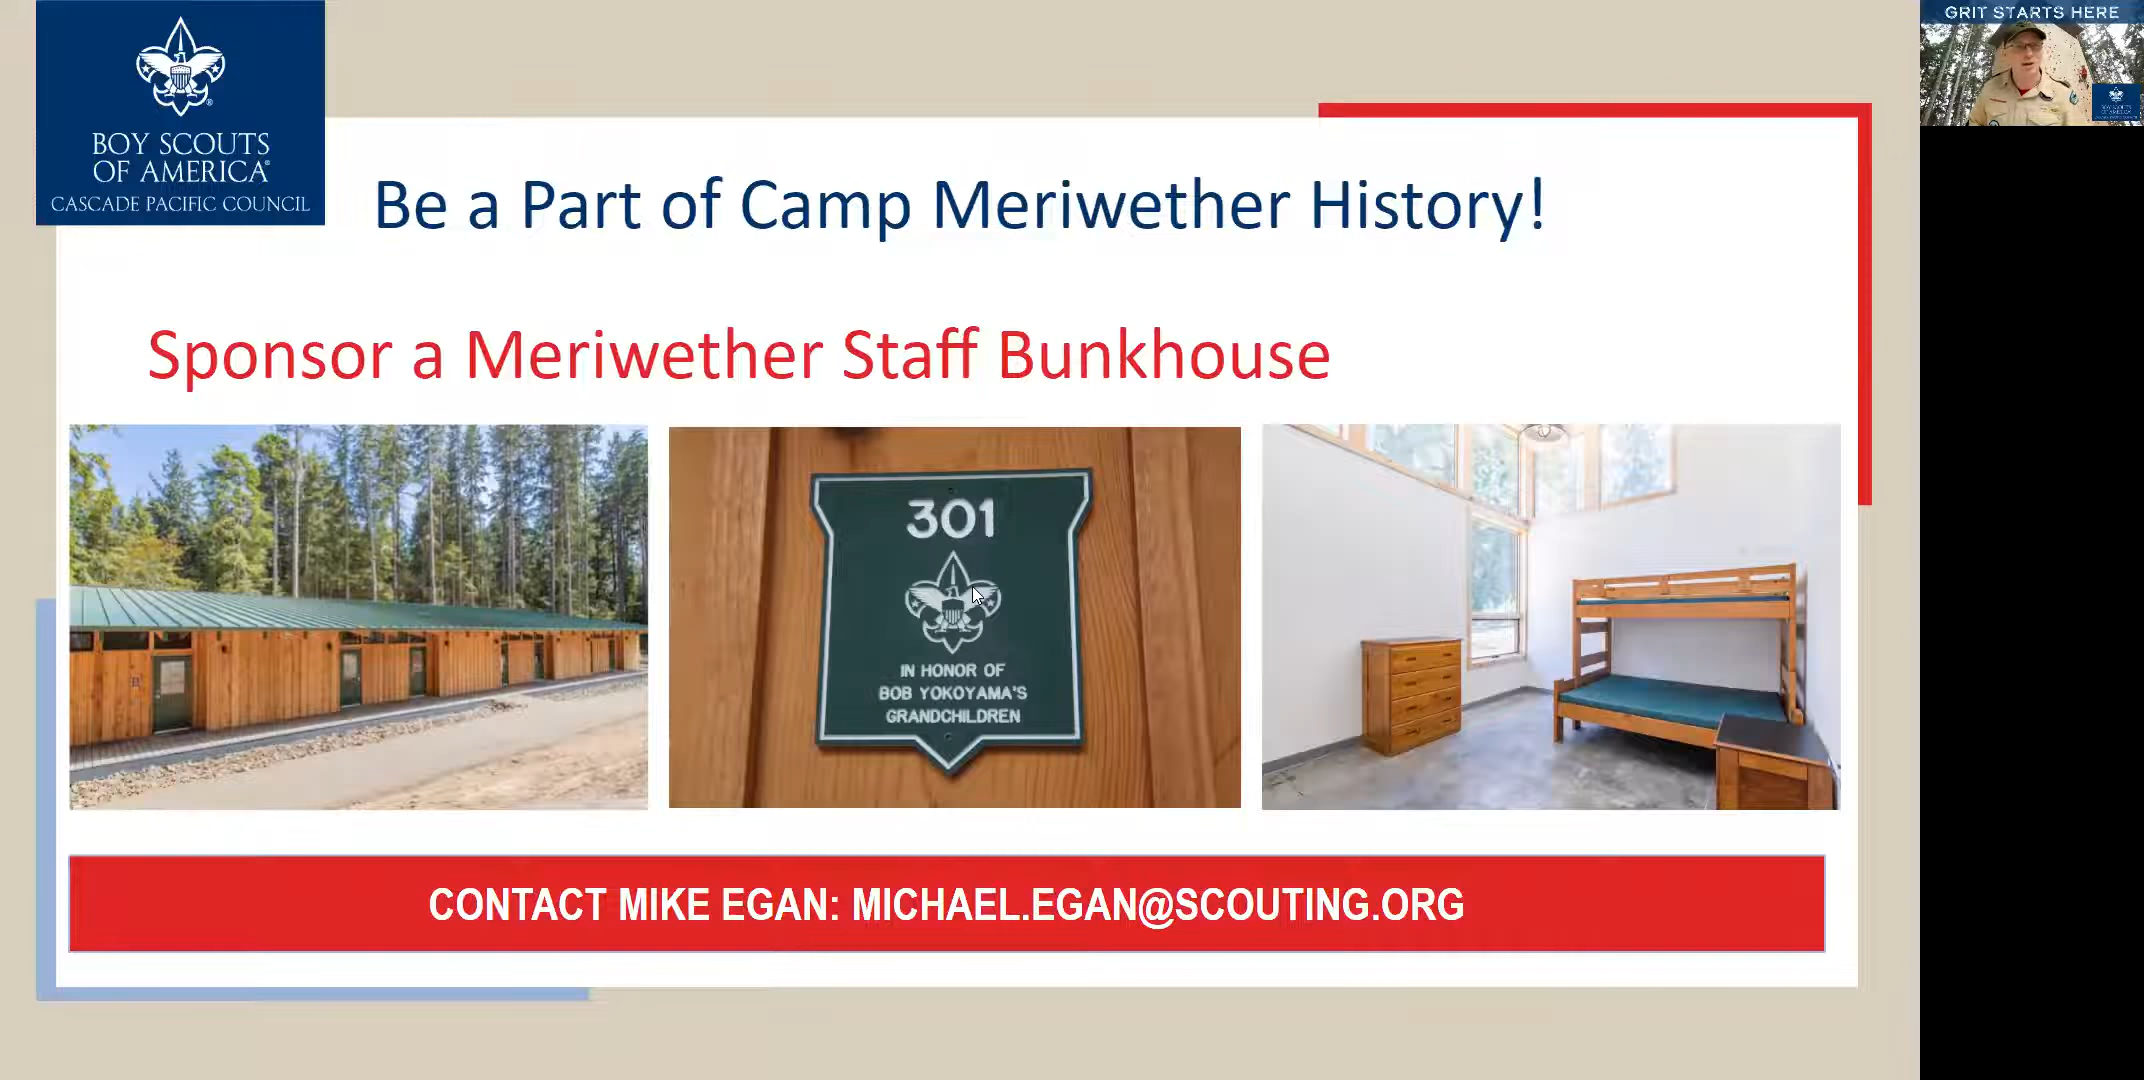 BOY SCOUTS
OF AMERICA®
CASCADE PACIFIC COUNCIL
Be a Part of Camp Meriwether History!
Sponsor a Meriwether Staff Bunkhouse
301
IN HONOR OF
BOB YOKOYAMA'S
GRANDCHILDREN
CONTACT MIKE EGAN: MICHAEL.EGAN@SCOUTING.ORG
GRIT STARTS HERE